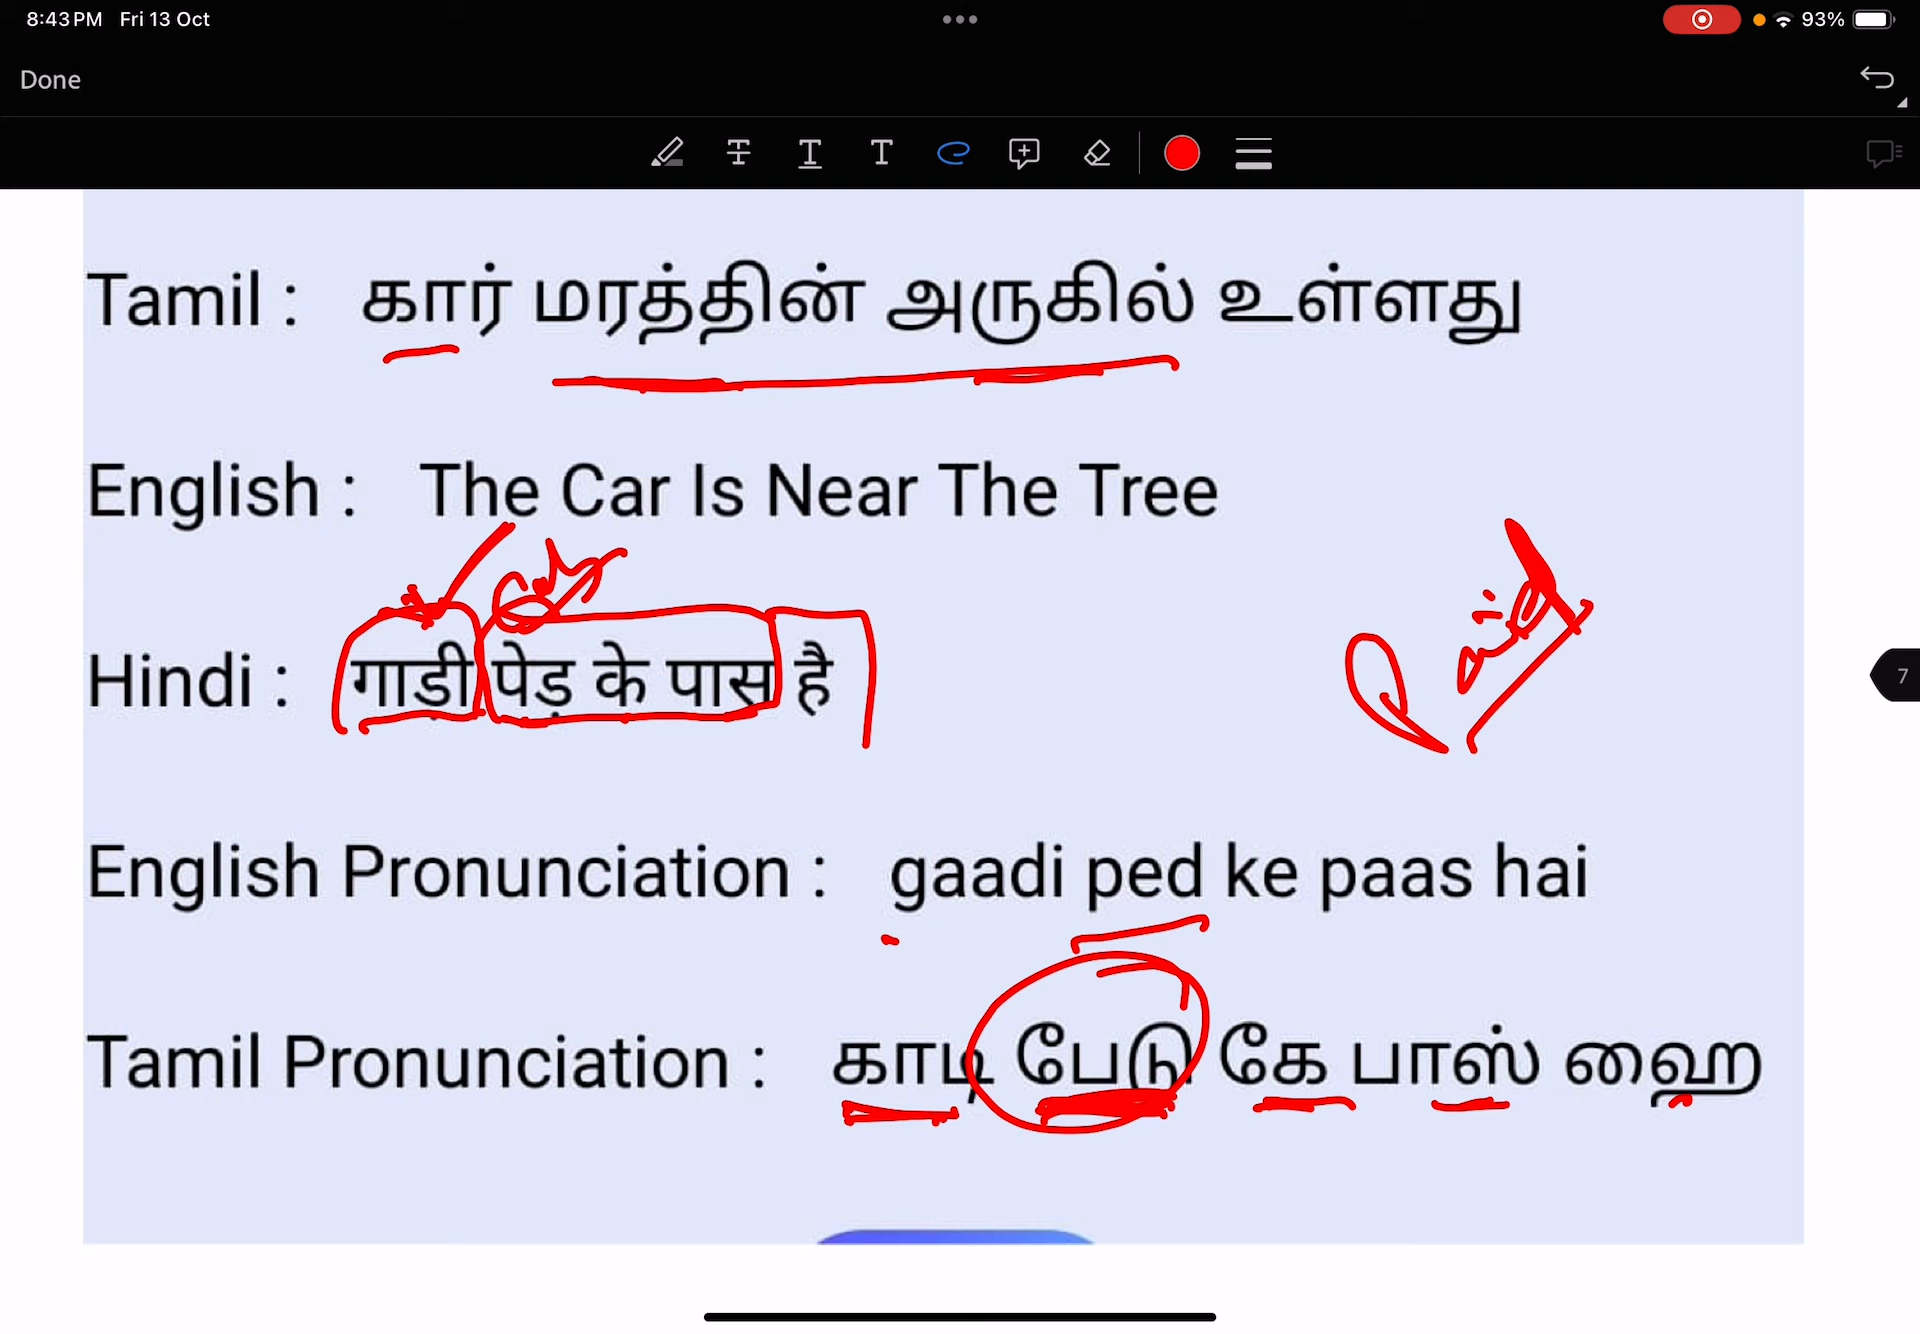 8:43 PM Fri 13 Oct 93%
Done
Tamil : கார் மரத்தின் அருகில் உள்ளது
English : The Car Is Near The Tree
Hindi : गाडी पेड़ के पास है
7
English Pronunciation : gaadi ped ke paas hai
Tamil Pronunciation : காடி பேடு கே பாஸ் ஹை